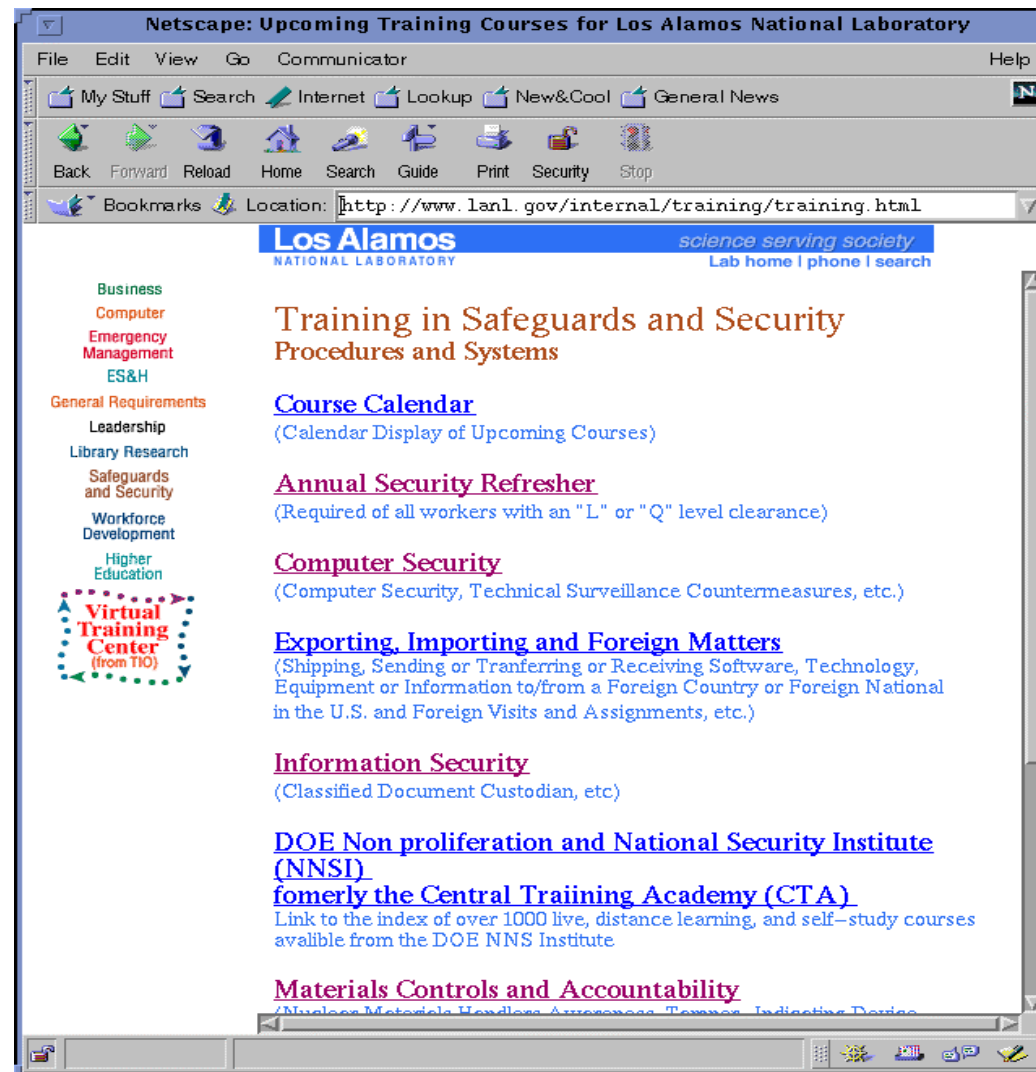 Netscape: Upcoming Training Courses for Los Alamos National Laboratory
File Edit View Go Communicator Help
My Stuff Search Internet Lookup New&Cool General News
N
Back Forward Reload Home Search Guide Print Security Stop
Bookmarks Location: http://www.lanl.gov/internal/training/training.html
Los Alamos science serving society
NATIONAL LABORATORY Lab home | phone | search
Business
Computer
Emergency
Management
ES&H
General Requirements
Leadership
Library Research
Safeguards
and Security
Workforce
Development
Higher
Education
Virtual
Training
Center
(from TIO)
Training in Safeguards and Security
Procedures and Systems
Course Calendar
(Calendar Display of Upcoming Courses)
Annual Security Refresher
(Required of all workers with an "L" or "Q" level clearance)
Computer Security
(Computer Security, Technical Surveillance Countermeasures, etc.)
Exporting, Importing and Foreign Matters
(Shipping, Sending or Tranferring or Receiving Software, Technology,
Equipment or Information to/from a Foreign Country or Foreign National
in the U.S. and Foreign Visits and Assignments, etc.)
Information Security
(Classified Document Custodian, etc)
DOE Non proliferation and National Security Institute
(NNSI)
fomerly the Central Traiining Academy (CTA)
Link to the index of over 1000 live, distance learning, and self-study courses
avalible from the DOE NNS Institute
Materials Controls and Accountability
(Nuclear Materials Handlers Awareness, Tamper-Indicating Device